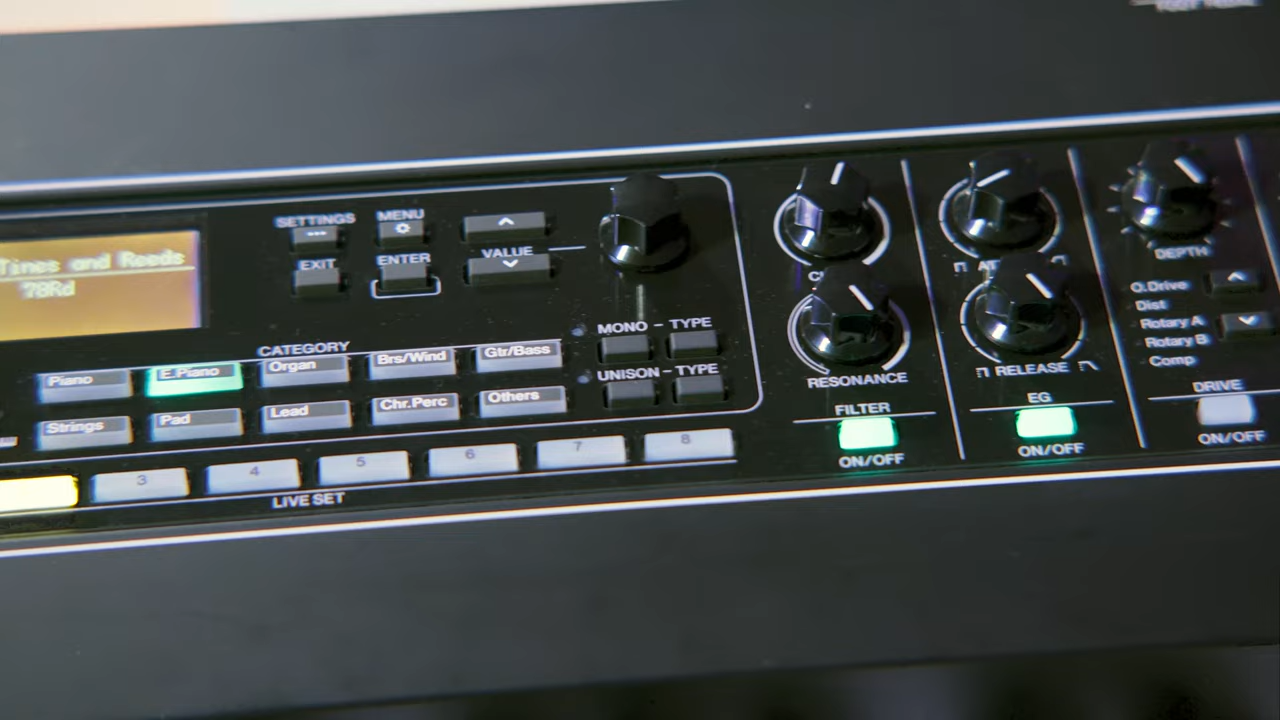 Tines and Reeds
78Rd
SETTINGS
MENU
EXIT
ENTER
VALUE
CATEGORY
Piano
E.Piano
Organ
Brs/Wind
Gtr/Bass
Strings
Pad
Lead
Chr.Perc
Others
3
4
5
6
7
8
LIVE SET
MONO – TYPE
UNISON – TYPE
RESONANCE
FILTER
ON/OFF
RELEASE
EG
ON/OFF
DEPTH
O.Drive
Dist
Rotary A
Rotary B
Comp
DRIVE
ON/OFF